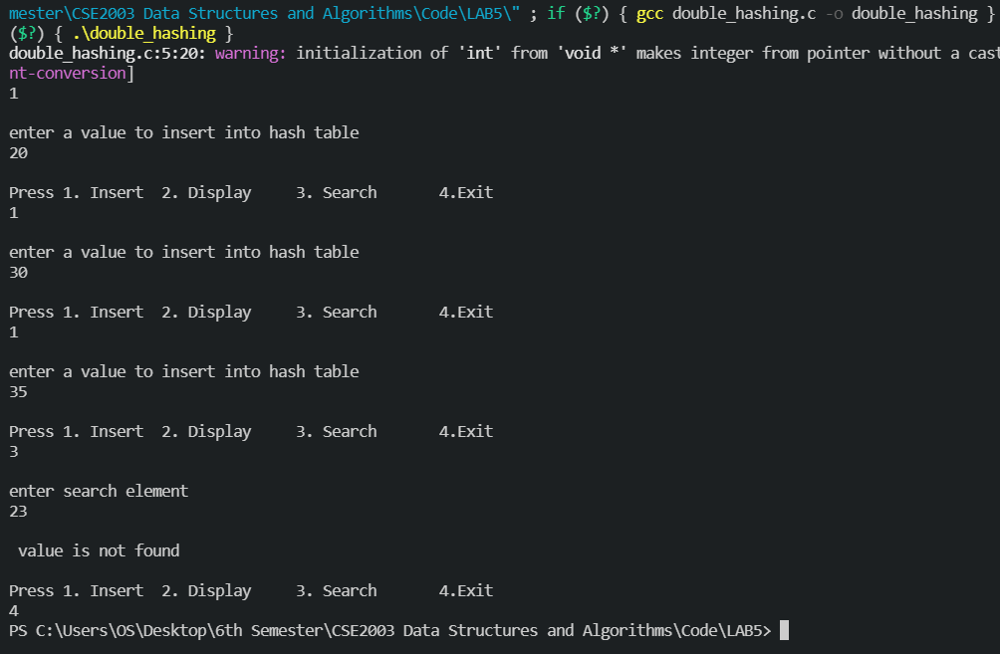 mester\CSE2003 Data Structures and Algorithms\Code\LAB5\" ; if ($?) { gcc double_hashing.c -o double_hashing }
($?) { .\double_hashing }
double_hashing.c:5:20: warning: initialization of 'int' from 'void *' makes integer from pointer without a cast
nt-conversion]
1
enter a value to insert into hash table
20
Press 1. Insert  2. Display     3. Search       4.Exit
1
enter a value to insert into hash table
30
Press 1. Insert  2. Display     3. Search       4.Exit
1
enter a value to insert into hash table
35
Press 1. Insert  2. Display     3. Search       4.Exit
3
enter search element
23
 value is not found
Press 1. Insert  2. Display     3. Search       4.Exit
4
PS C:\Users\OS\Desktop\6th Semester\CSE2003 Data Structures and Algorithms\Code\LAB5>